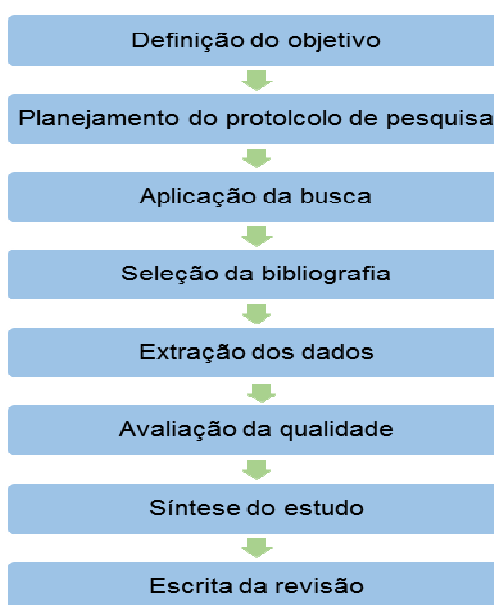 Definição do objetivo
Planejamento do protolcolo de pesquisa
Aplicação da busca
Seleção da bibliografia
Extração dos dados
Avaliação da qualidade
Síntese do estudo
Escrita da revisão